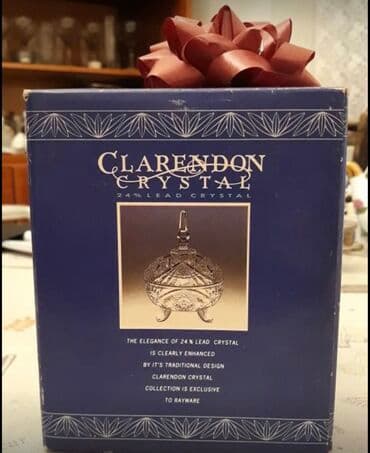 CLARENDON
CRYSTAL
24% LEAD CRYSTAL
THE ELEGANCE OF 24% LEAD CRYSTAL
IS CLEARLY ENHANCED
BY IT'S TRADITIONAL DESIGN
CLARENDON CRYSTAL
COLLECTION IS EXCLUSIVE
TO RAYWARE